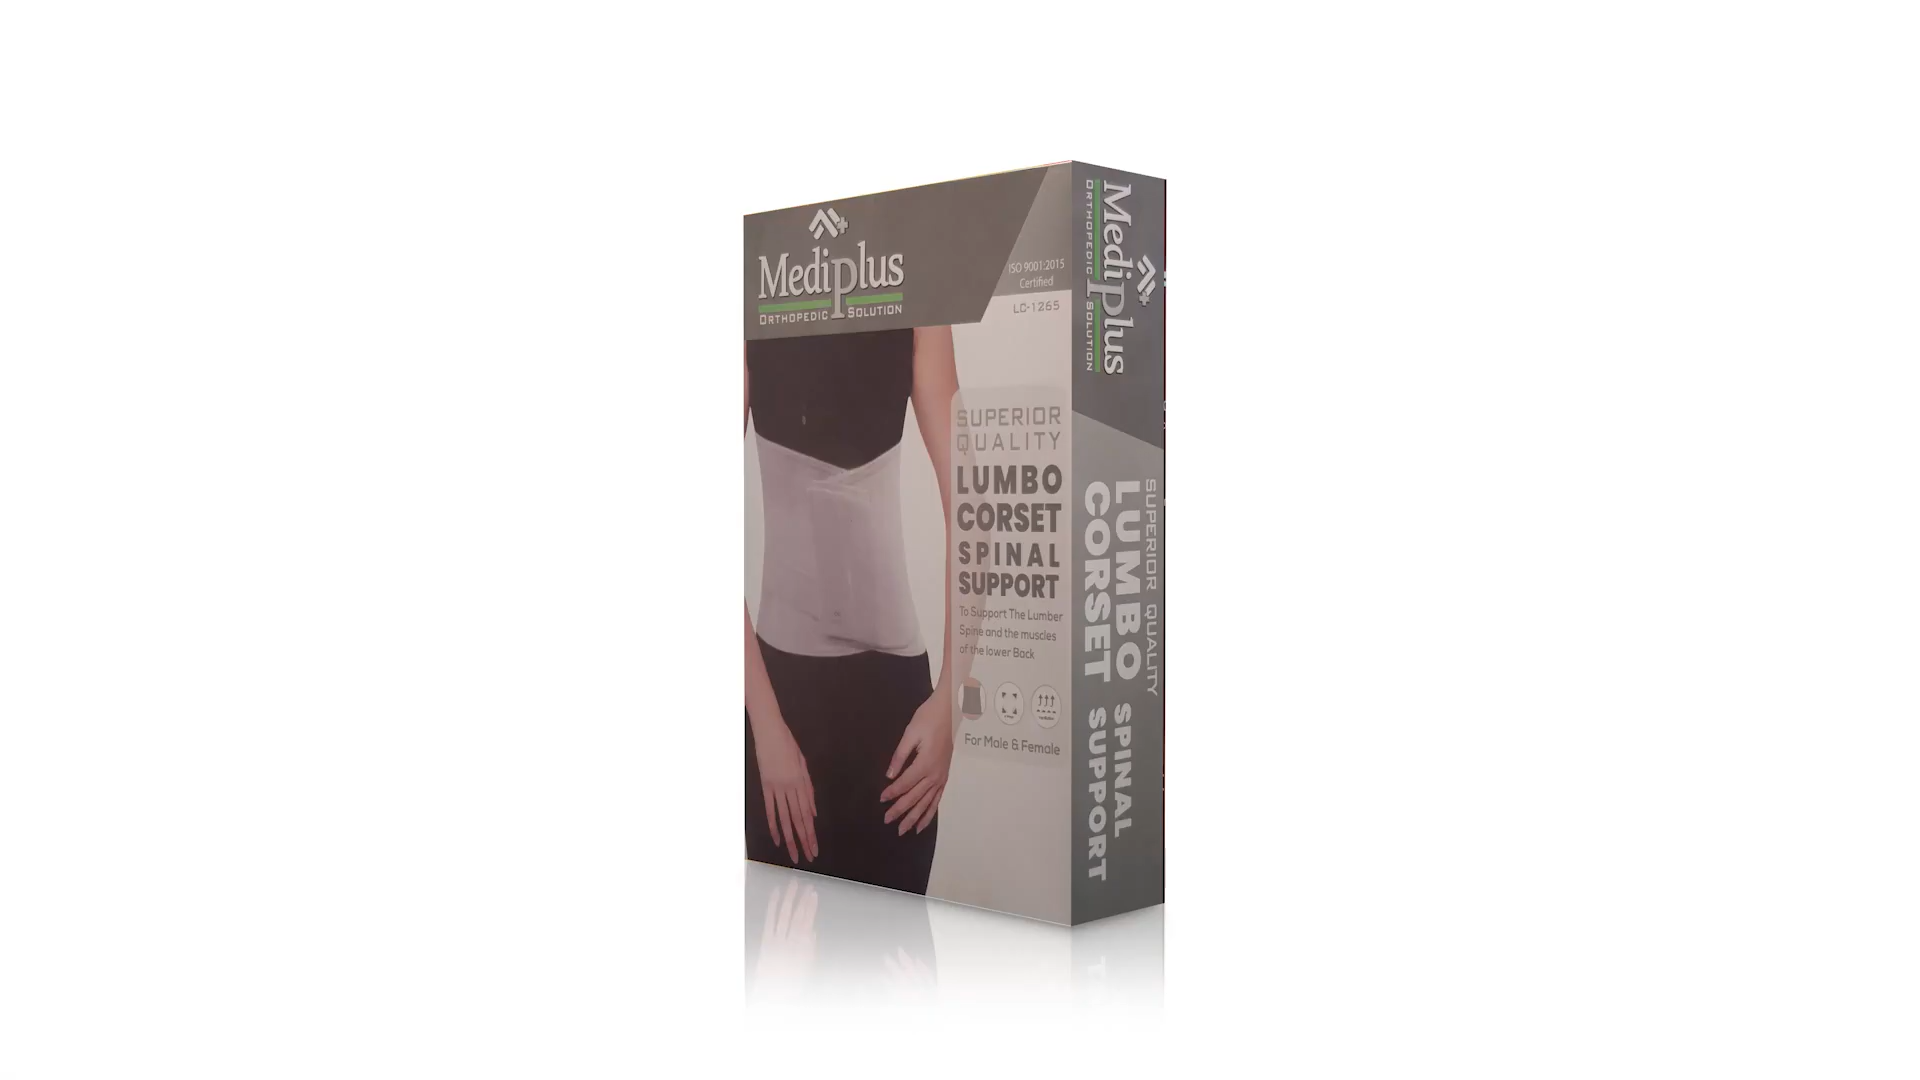 Mediplus
ORTHOPEDIC SOLUTION
ISO 9001:2015
Certified
LC-1265
SUPERIOR
QUALITY
LUMBO
CORSET
SPINAL
SUPPORT
To Support The Lumber
Spine and the muscles
of the lower Back
For Male & Female
Mediplus
ORTHOPEDIC SOLUTION
SUPERIOR QUALITY
LUMBO SPINAL
CORSET SUPPORT